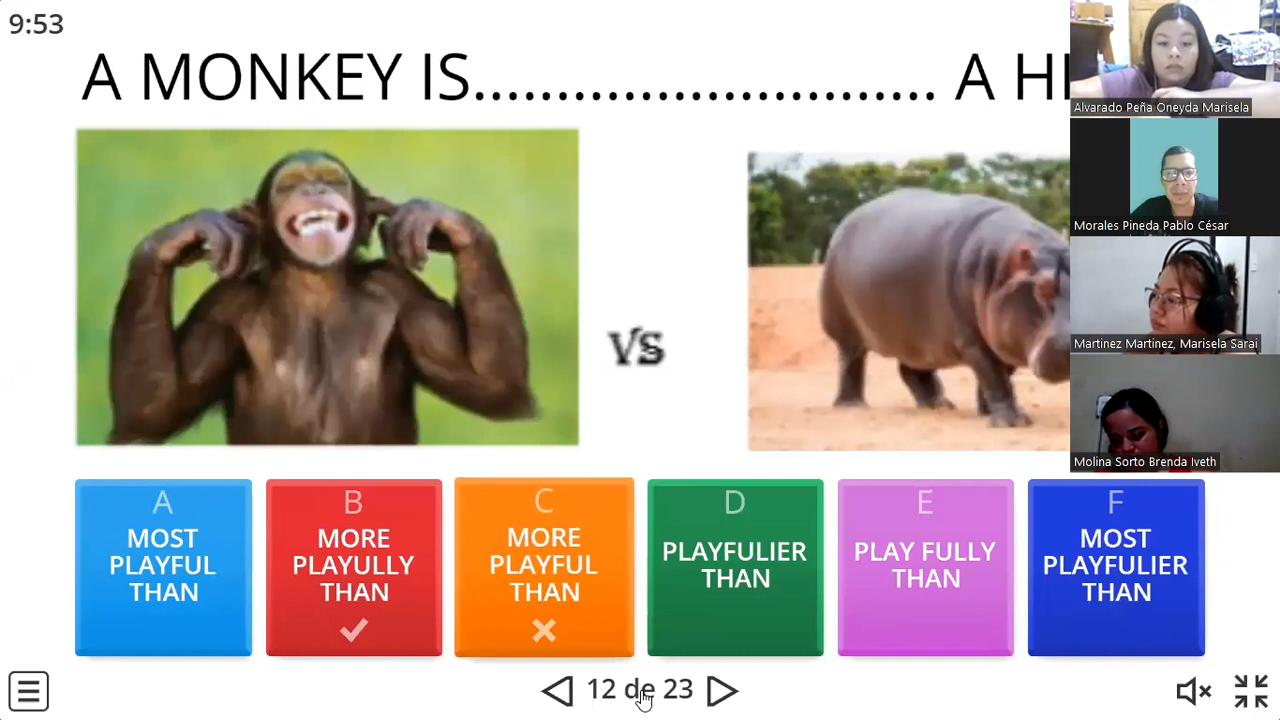 9:53
A MONKEY IS........................... A HI
Alvarado Peña Oneyda Marisela
Morales Pineda Pablo César
Martinez Martinez, Marisela Sarai
Molina Sorto Brenda Iveth
VS
A
MOST
PLAYFUL
THAN
B
MORE
PLAYULLY
THAN
C
MORE
PLAYFUL
THAN
D
PLAYFULIER
THAN
E
PLAY FULLY
THAN
F
MOST
PLAYFULIER
THAN
12 de 23